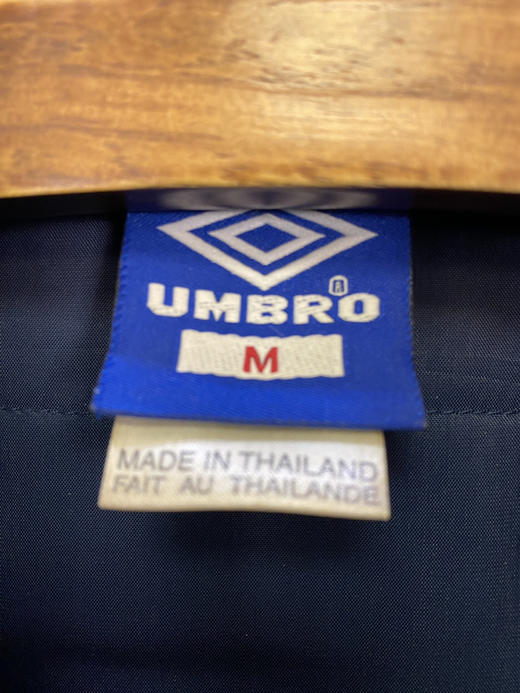 UMBRO®
M
MADE IN THAILAND
FAIT AU THAILANDE